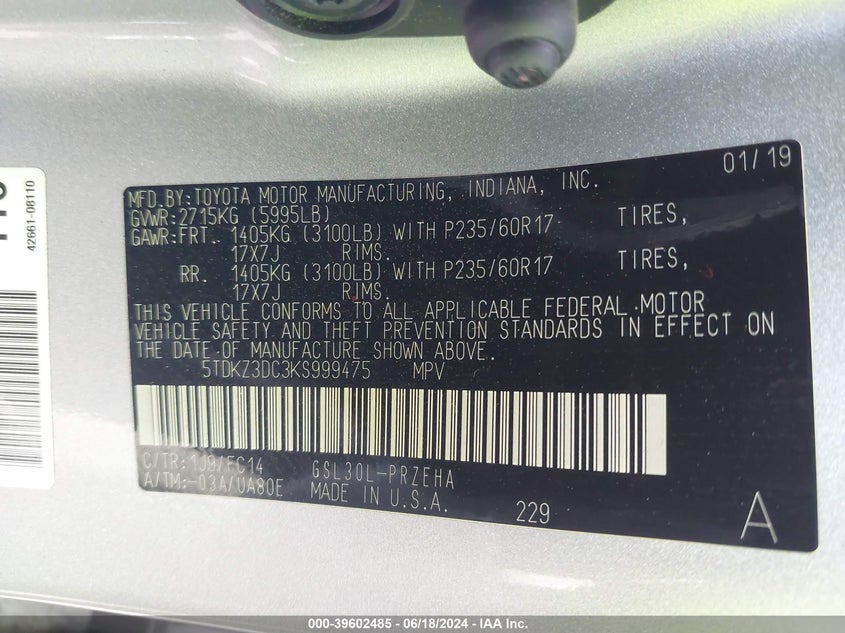 01/19
MFD.BY:TOYOTA MOTOR MANUFACTURING, INDIANA, INC.
GVWR:2715KG (5995LB)
GAWR:FRT. 1405KG (3100LB) WITH P235/60R17 TIRES,
17X7J RIMS.
RR. 1405KG (3100LB) WITH P235/60R17 TIRES,
17X7J RIMS.
THIS VEHICLE CONFORMS TO ALL APPLICABLE FEDERAL MOTOR
VEHICLE SAFETY AND THEFT PREVENTION STANDARDS IN EFFECT ON
THE DATE OF MANUFACTURE SHOWN ABOVE.
5TDKZ3DC3KS999475 MPV
C/TR:1J9/FC14 GSL30L-PRZEHA
A/TM:-03A/UA80E MADE IN U.S.A. 229 A
42661-08110
000-39602485 - 06/18/2024 - IAA Inc.